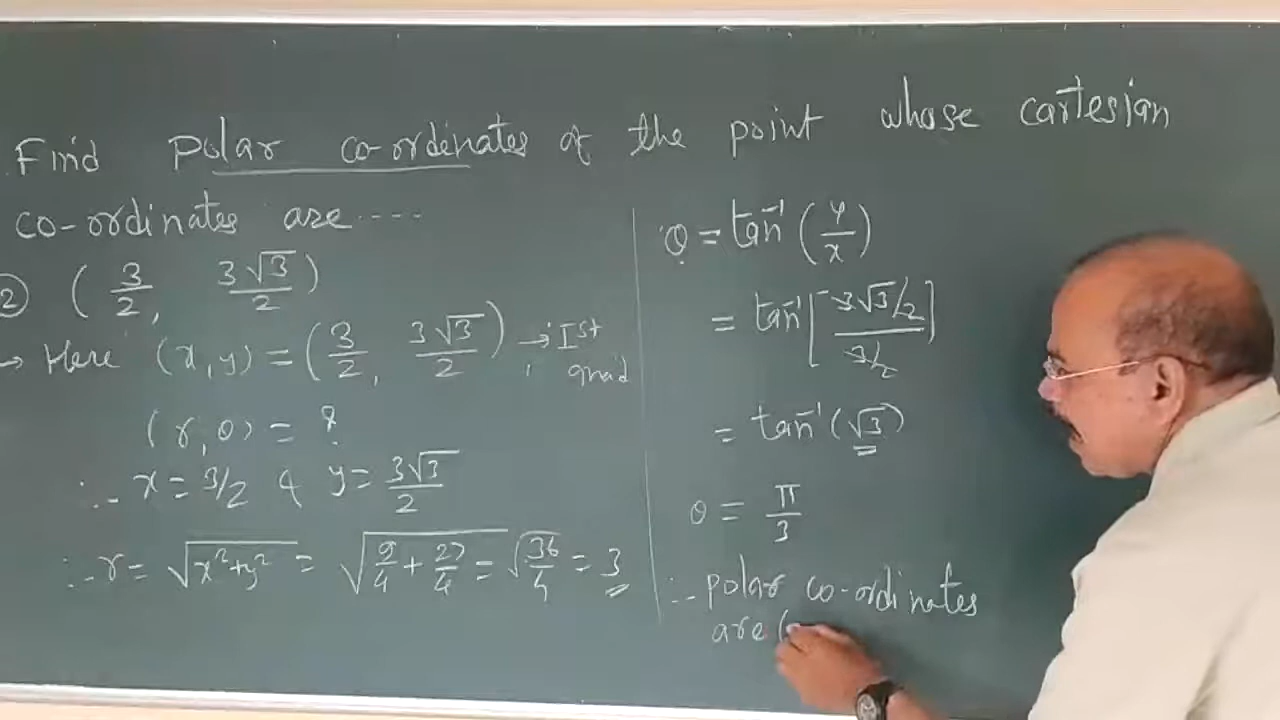 Find Polar co-ordinates of the point whose cartesian
co-ordinates are ....
② ( 3/2, 3√3/2 )
→ Here (x,y) = ( 3/2, 3√3/2 ) → Ist quad
(r,θ) = ?
∴ x = 3/2 & y = 3√3/2
∴ r = √x²+y² = √9/4 + 27/4 = √36/4 = 3
θ = tan⁻¹ ( y/x )
= tan⁻¹ [ 3√3/2 / 3/2 ]
= tan⁻¹ (√3)
θ = π/3
∴ polar co-ordinates
are (